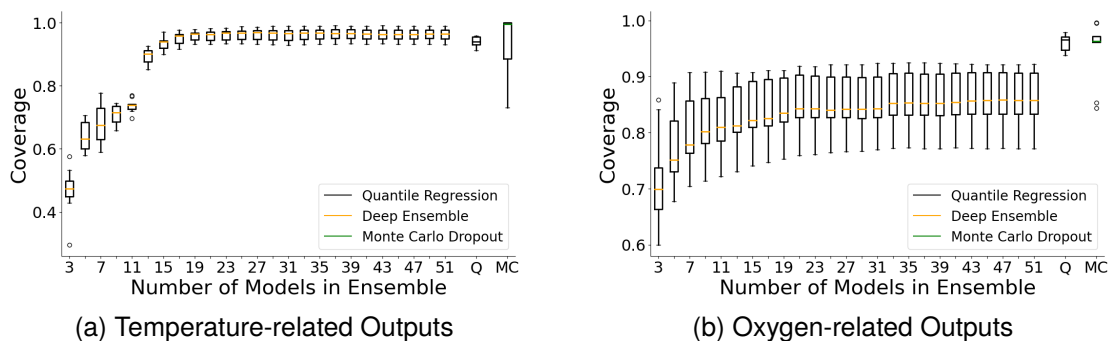 1.0
0.8
0.6
0.4
Coverage
Quantile Regression
Deep Ensemble
Monte Carlo Dropout
3 7 11 15 19 23 27 31 35 39 43 47 51 Q MC
Number of Models in Ensemble
(a) Temperature-related Outputs
1.0
0.9
0.8
0.7
0.6
Coverage
Quantile Regression
Deep Ensemble
Monte Carlo Dropout
3 7 11 15 19 23 27 31 35 39 43 47 51 Q MC
Number of Models in Ensemble
(b) Oxygen-related Outputs